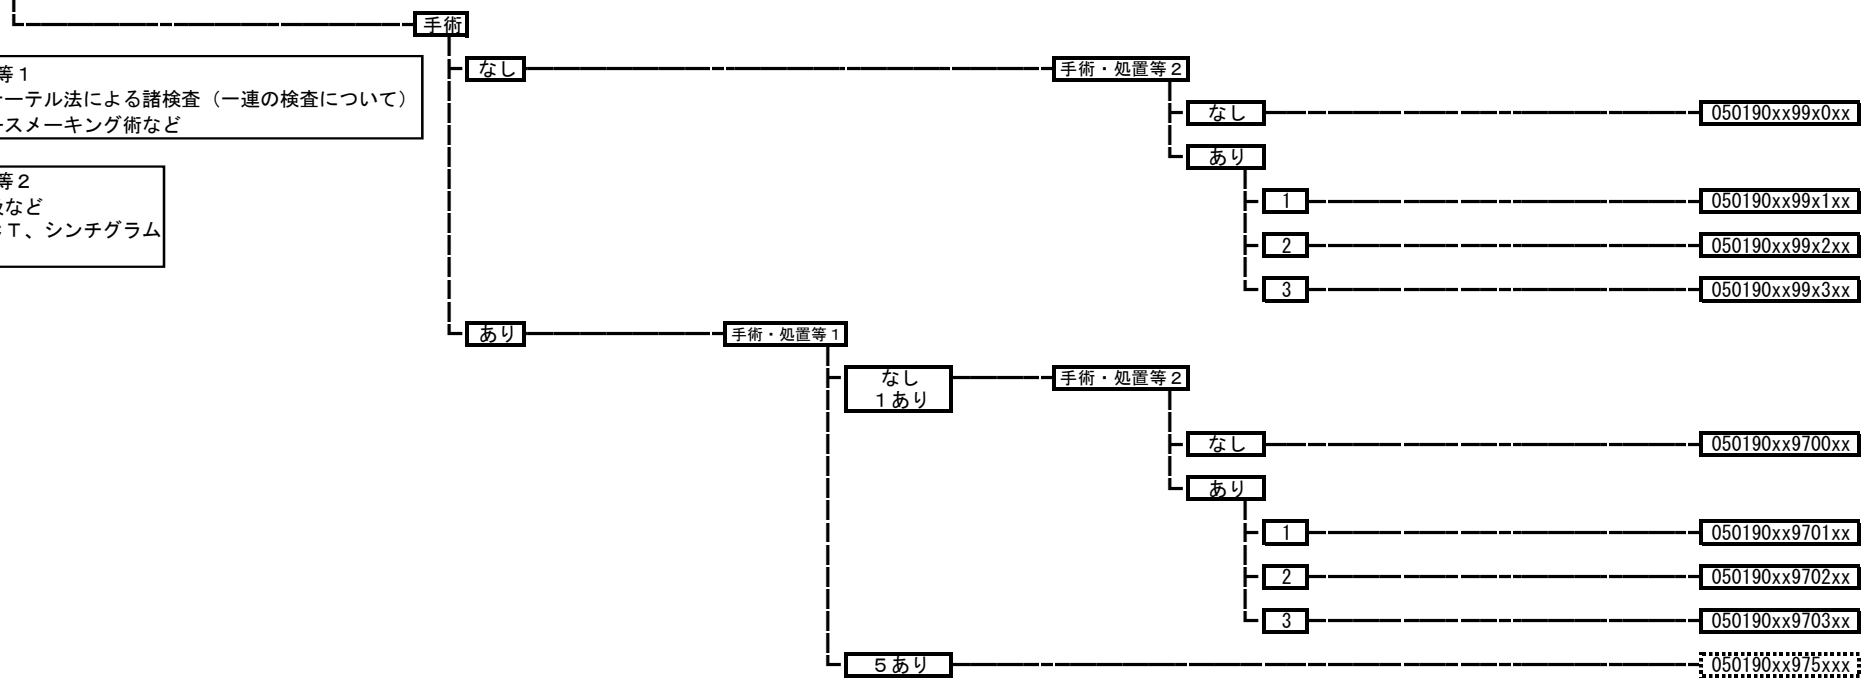 手術
等１
なし
手術・処置等２
ーテル法による諸検査（一連の検査について）
なし
050190xx99x0xx
ースメーキング術など
あり
等２
など
1
050190xx99x1xx
ＣＴ、シンチグラム
2
050190xx99x2xx
3
050190xx99x3xx
あり
手術・処置等１
なし
１あり
手術・処置等２
なし
050190xx9700xx
あり
1
050190xx9701xx
2
050190xx9702xx
3
050190xx9703xx
５あり
050190xx975xxx